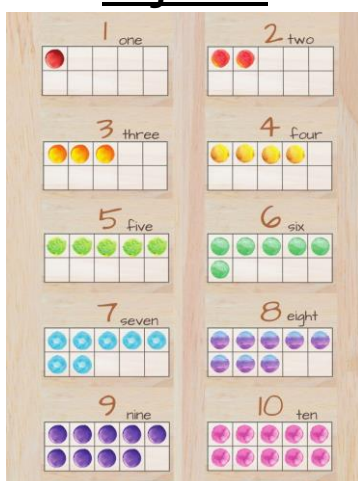 1 one
2 two
3 three
4 four
5 five
6 six
7 seven
8 eight
9 nine
10 ten